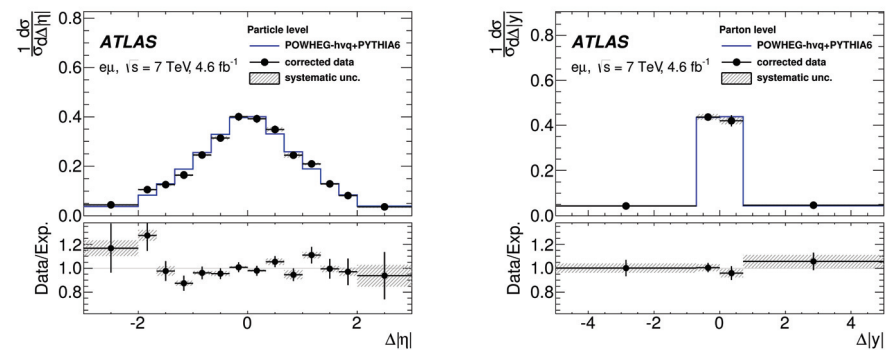 1 dσ
σ dΔ|η|
0.8
0.6
0.4
0.2
0.0
ATLAS
eμ, √s = 7 TeV, 4.6 fb-1
Particle level
POWHEG-hvq+PYTHIA6
corrected data
systematic unc.
Data/Exp.
1.2
1.0
0.8
-2 0 2
Δ|η|
1 dσ
σ dΔ|y|
0.8
0.6
0.4
0.2
0.0
ATLAS
eμ, √s = 7 TeV, 4.6 fb-1
Parton level
POWHEG-hvq+PYTHIA6
corrected data
systematic unc.
Data/Exp.
1.2
1.0
0.8
-4 -2 0 2 4
Δ|y|